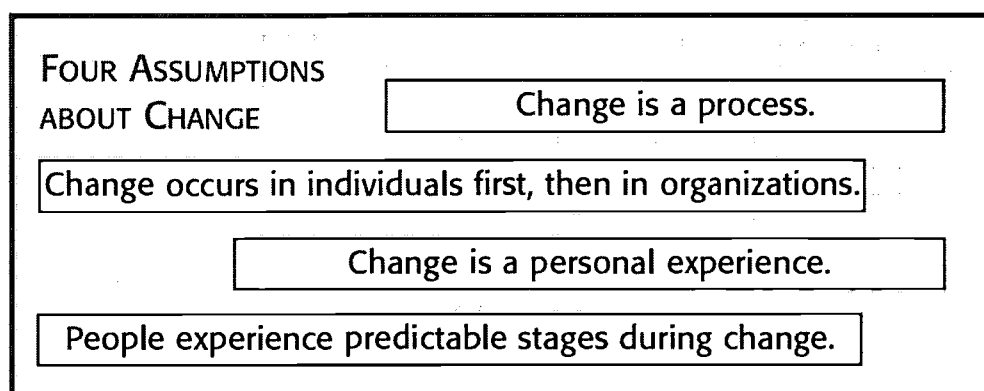 FOUR ASSUMPTIONS
ABOUT CHANGE
Change is a process.
Change occurs in individuals first, then in organizations.
Change is a personal experience.
People experience predictable stages during change.